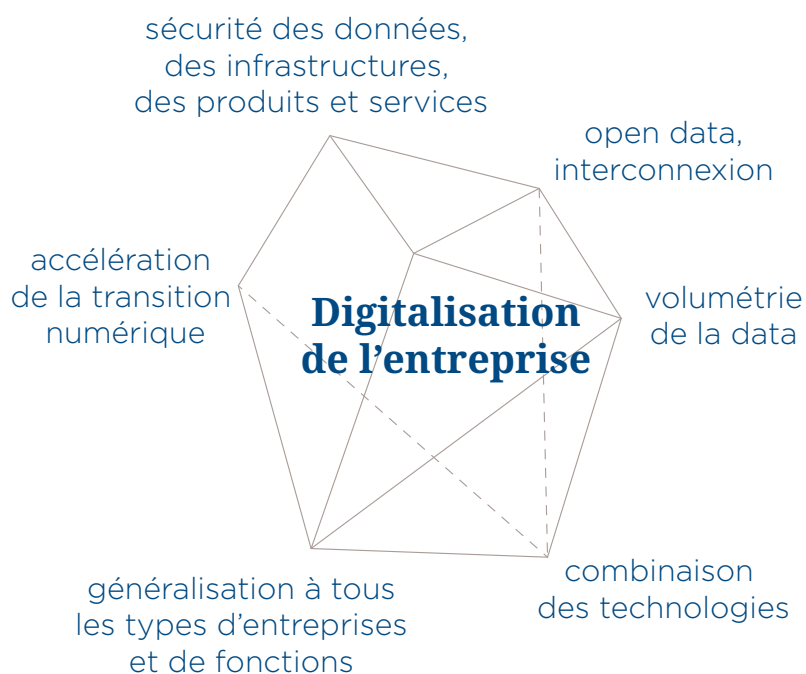 sécurité des données,
des infrastructures,
des produits et services
open data,
interconnexion
accélération
de la transition
numérique
Digitalisation
de l’entreprise
volumétrie
de la data
généralisation à tous
les types d’entreprises
et de fonctions
combinaison
des technologies